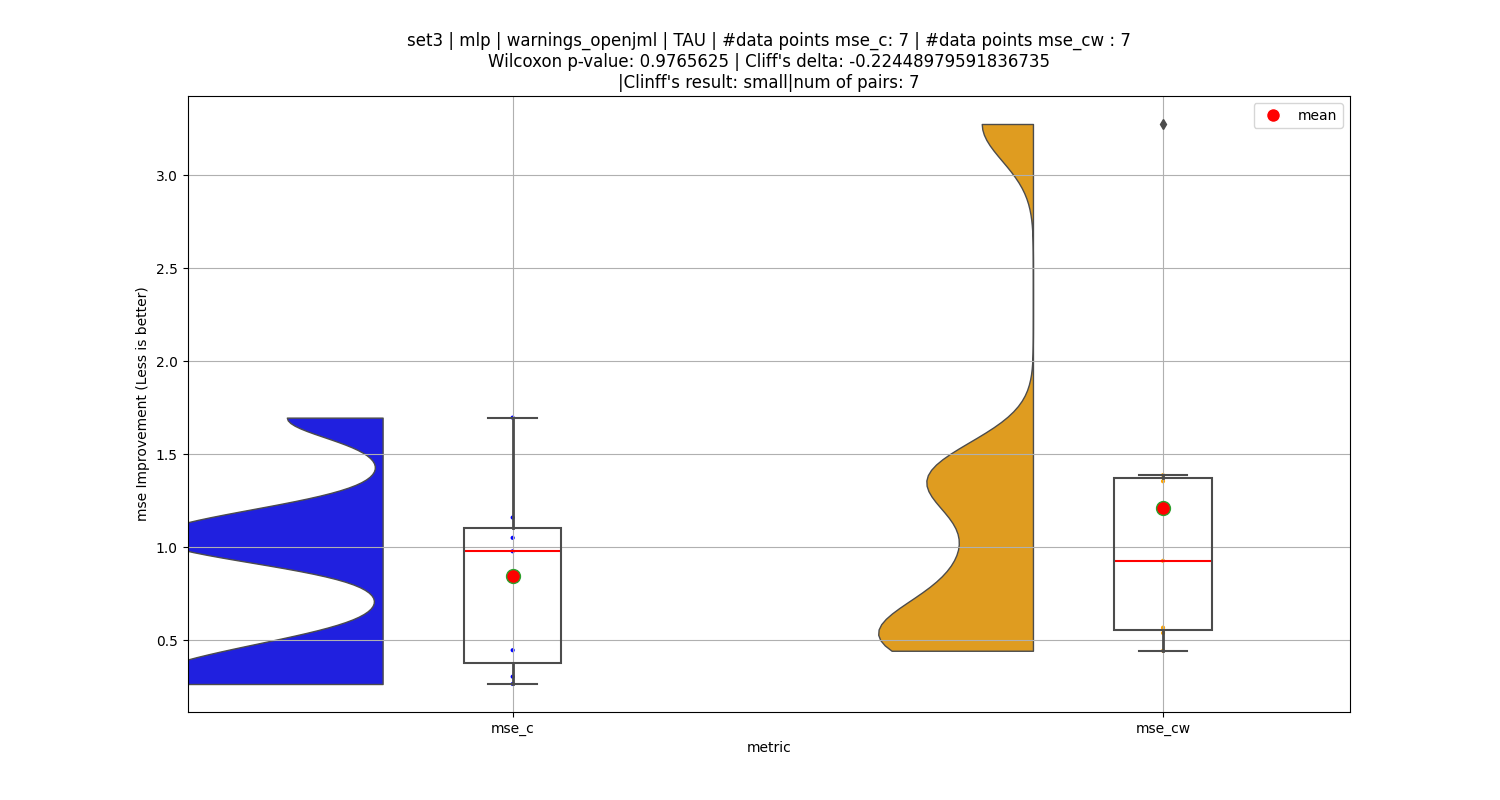 set3 | mlp | warnings_openjml | TAU | #data points mse_c: 7 | #data points mse_cw : 7
Wilcoxon p-value: 0.9765625 | Cliff's delta: -0.22448979591836735
|Clinff's result: small|num of pairs: 7
mean
3.0
2.5
2.0
1.5
1.0
0.5
mse Improvement (Less is better)
mse_c
mse_cw
metric